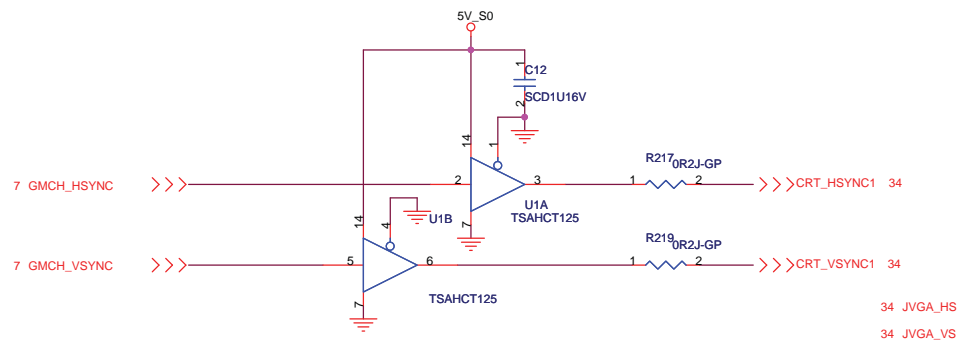 5V_S0
1
C12
SCD1U16V
2
14
1
R217
0R2J-GP
7 GMCH_HSYNC
2
3
1
2
CRT_HSYNC1 34
U1A
TSAHCT125
7
14
4
U1B
R219
0R2J-GP
7 GMCH_VSYNC
5
6
1
2
CRT_VSYNC1 34
TSAHCT125
7
34 JVGA_HS
34 JVGA_VS